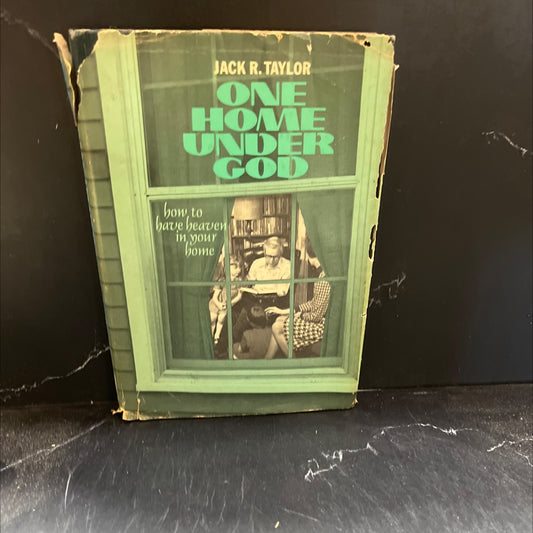 JACK R. TAYLOR
ONE
HOME
UNDER
GOD
how to
have heaven
in your
home